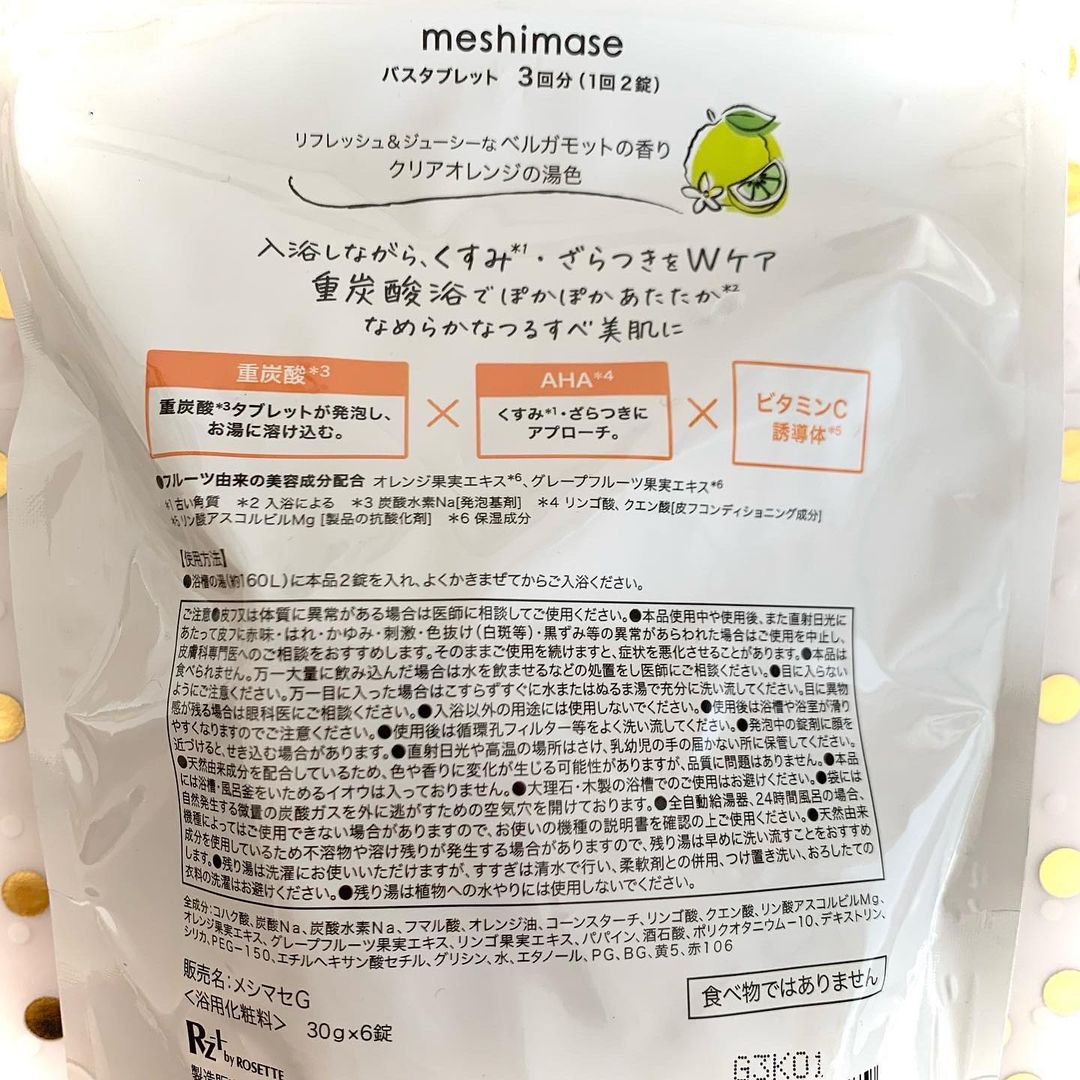 meshimase
バスタブレット 3回分（1回2錠）
リフレッシュ＆ジューシーなベルガモットの香り
クリアオレンジの湯色
入浴しながら、くすみ*1・ざらつきをWケア
重炭酸浴でぽかぽかあたたか*2
なめらかなつるすべ美肌に
重炭酸*3
重炭酸*3タブレットが発泡し、
お湯に溶け込む。
×
AHA*4
くすみ*1・ざらつきに
アプローチ。
×
ビタミンC
誘導体*5
●フルーツ由来の美容成分配合 オレンジ果実エキス*6、グレープフルーツ果実エキス*6
*1 古い角質 *2 入浴による *3 炭酸水素Na[発泡基剤] *4 リンゴ酸、クエン酸[皮フコンディショニング成分]
*5 リン酸アスコルビルMg [製品の抗酸化剤] *6 保湿成分
【使用方法】
●浴槽の湯（約160L）に本品2錠を入れ、よくかきまぜてからご入浴ください。
ご注意●皮フ又は体質に異常がある場合は医師に相談してご使用ください。●本品使用中や使用後、また直射日光に
あたって皮フに赤味・はれ・かゆみ・刺激・色抜け（白斑等）・黒ずみ等の異常があらわれた場合はご使用を中止し、
皮膚科専門医へのご相談をおすすめします。そのままご使用を続けますと、症状を悪化させることがあります。●本品は
食べられません。万一大量に飲み込んだ場合は水を飲ませるなどの処置をし医師にご相談ください。●目に入らない
ようにご注意ください。万一目に入った場合はこすらずすぐに水またはぬるま湯で充分に洗い流してください。目に異物
感が残る場合は眼科医にご相談ください。●入浴以外の用途には使用しないでください。●使用後は浴槽や浴室が滑り
やすくなりますのでご注意ください。●使用後は循環孔フィルター等をよく洗い流してください。●発泡中の錠剤に顔を
近づけると、せき込む場合があります。●直射日光や高温の場所はさけ、乳幼児の手の届かない所に保管してください。
●天然由来成分を配合しているため、色や香りに変化が生じる可能性がありますが、品質に問題はありません。●本品
には浴槽・風呂釜をいためるイオウは入っておりません。●大理石・木製の浴槽でのご使用はお避けください。●袋には
自然発生する微量の炭酸ガスを外に逃がすための空気穴を開けております。●全自動給湯器、24時間風呂の場合、
機種によってはご使用できない場合がありますので、お使いの機種の説明書を確認の上ご使用ください。●天然由来
成分を使用しているため不溶物や溶け残りが発生する場合がありますので、残り湯は早めに洗い流すことをおすすめ
します。●残り湯は洗濯にお使いいただけますが、すすぎは清水で行い、柔軟剤との併用、つけ置き洗い、おろしたての
衣料の洗濯はお避けください。●残り湯は植物への水やりには使用しないでください。
全成分：コハク酸、炭酸Na、炭酸水素Na、フマル酸、オレンジ油、コーンスターチ、リンゴ酸、クエン酸、リン酸アスコルビルMg、
オレンジ果実エキス、グレープフルーツ果実エキス、リンゴ果実エキス、パパイン、酒石酸、ポリクオタニウム-10、デキストリン、
シリカ、PEG-150、エチルヘキサン酸セチル、グリシン、水、エタノール、PG、BG、黄5、赤106
販売名：メシマセG
＜浴用化粧料＞ 30g×6錠
食べ物ではありません
Rz+ by ROSETTE
G3K01